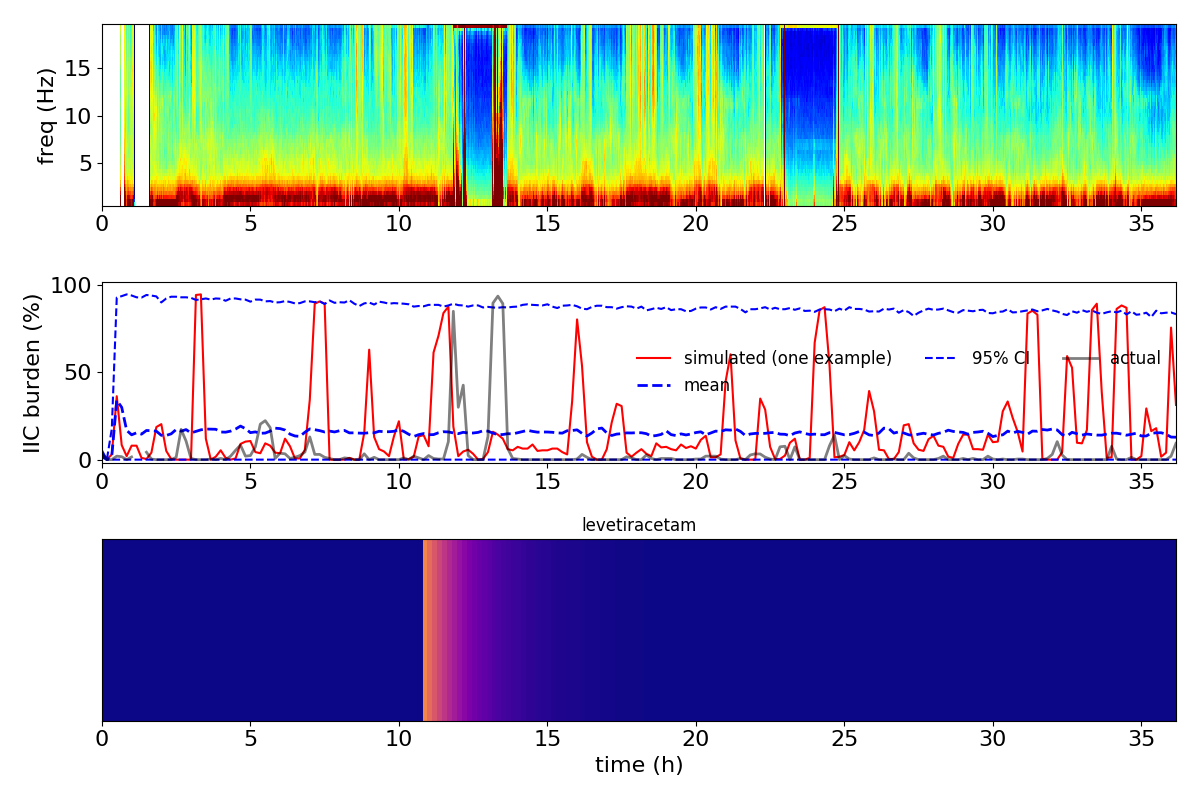 freq (Hz)
15
10
5
0 5 10 15 20 25 30 35
IIC burden (%)
100
50
0
simulated (one example) 95% CI actual
mean
0 5 10 15 20 25 30 35
levetiracetam
0 5 10 15 20 25 30 35
time (h)